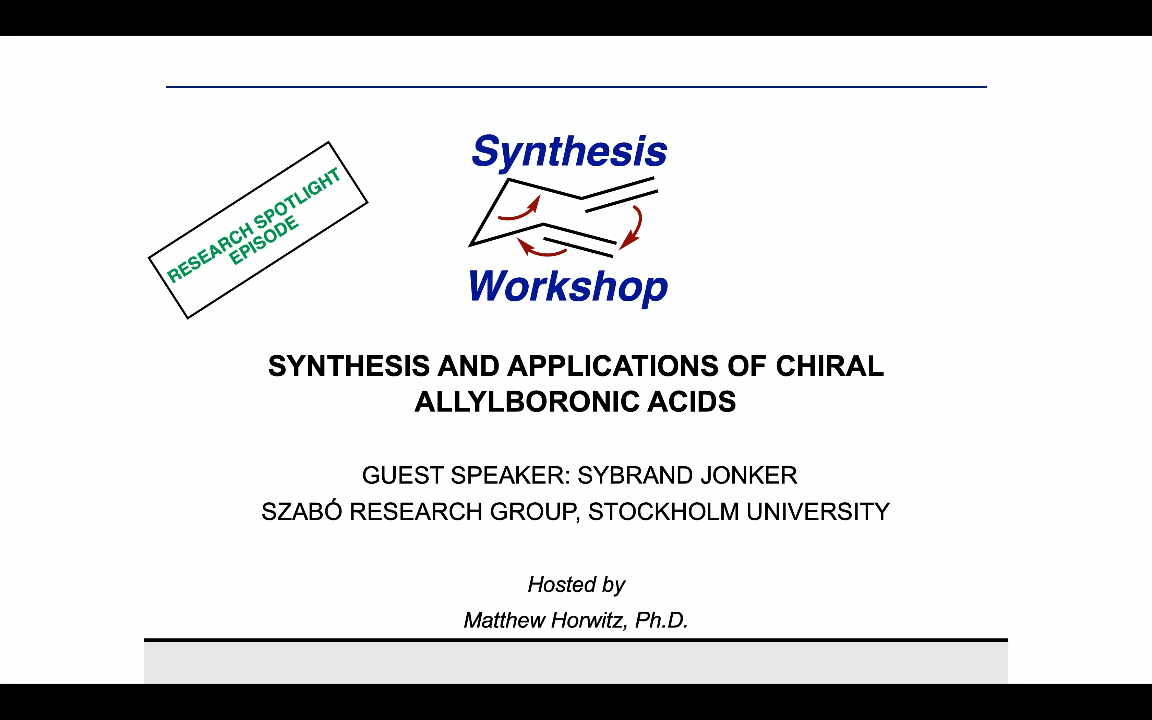 Synthesis
RESEARCH SPOTLIGHT
EPISODE
Workshop
SYNTHESIS AND APPLICATIONS OF CHIRAL
ALLYLBORONIC ACIDS
GUEST SPEAKER: SYBRAND JONKER
SZABÓ RESEARCH GROUP, STOCKHOLM UNIVERSITY
Hosted by
Matthew Horwitz, Ph.D.